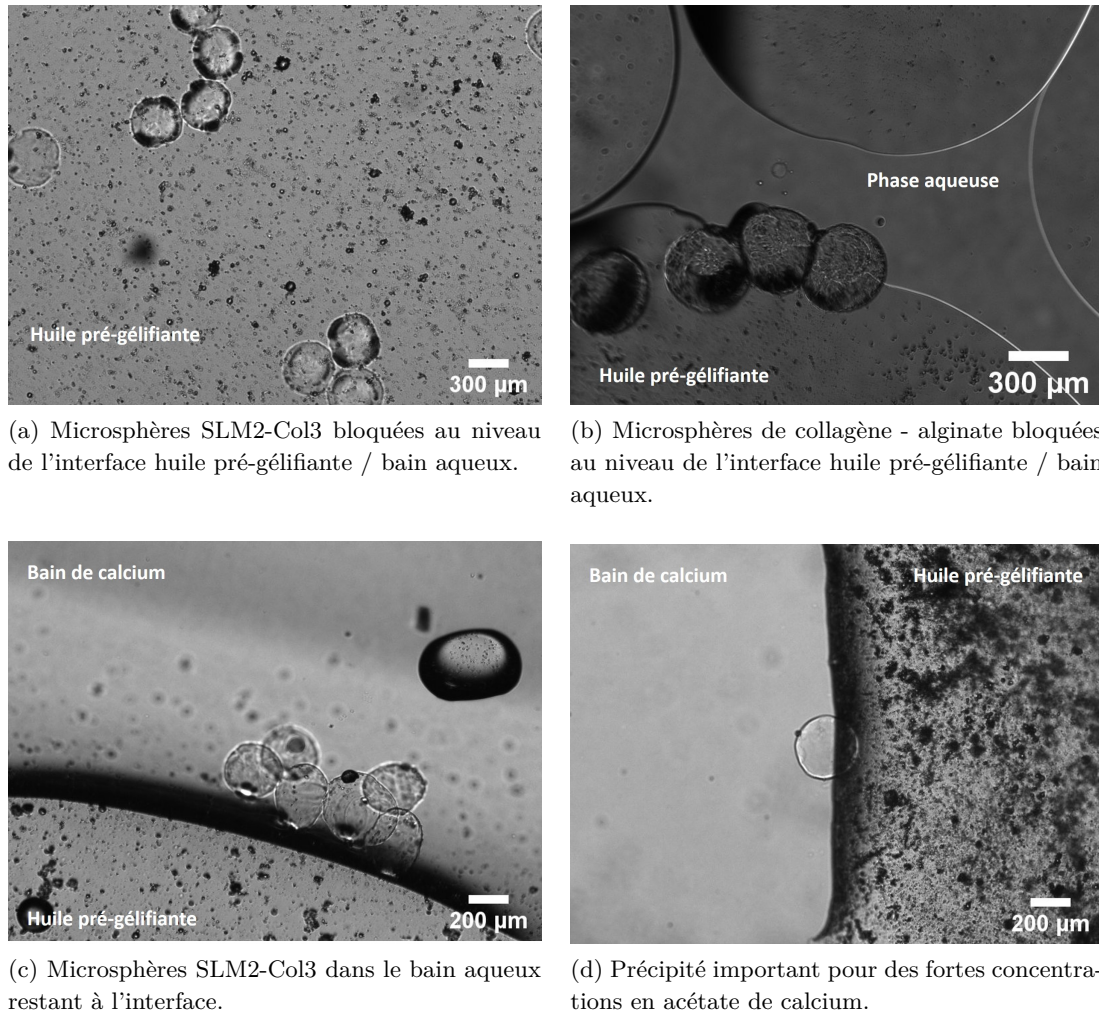 Huile pré-gélifiante
300 µm
Phase aqueuse
Huile pré-gélifiante
300 µm
(a) Microsphères SLM2-Col3 bloquées au niveau
de l'interface huile pré-gélifiante / bain aqueux.
(b) Microsphères de collagène - alginate bloquées
au niveau de l'interface huile pré-gélifiante / bain
aqueux.
Bain de calcium
Huile pré-gélifiante
200 µm
Bain de calcium
Huile pré-gélifiante
200 µm
(c) Microsphères SLM2-Col3 dans le bain aqueux
restant à l'interface.
(d) Précipité important pour des fortes concentra-
tions en acétate de calcium.